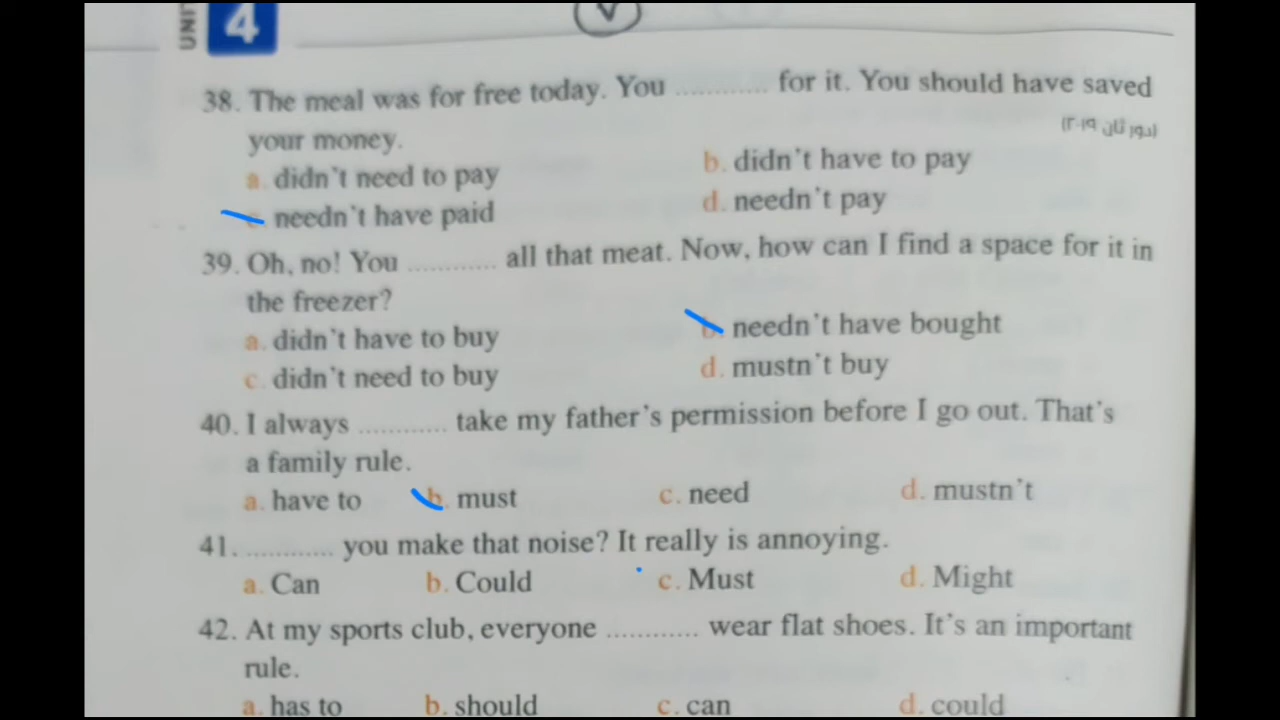 UNIT 4
38. The meal was for free today. You ............ for it. You should have saved
your money.
(دور ثان ٢٠١٩)
a. didn't need to pay b. didn't have to pay
c. needn't have paid d. needn't pay
39. Oh, no! You ............ all that meat. Now, how can I find a space for it in
the freezer?
a. didn't have to buy b. needn't have bought
c. didn't need to buy d. mustn't buy
40. I always ............ take my father's permission before I go out. That's
a family rule.
a. have to b. must c. need d. mustn't
41. ............ you make that noise? It really is annoying.
a. Can b. Could c. Must d. Might
42. At my sports club, everyone ............ wear flat shoes. It's an important
rule.
a. has to b. should c. can d. could